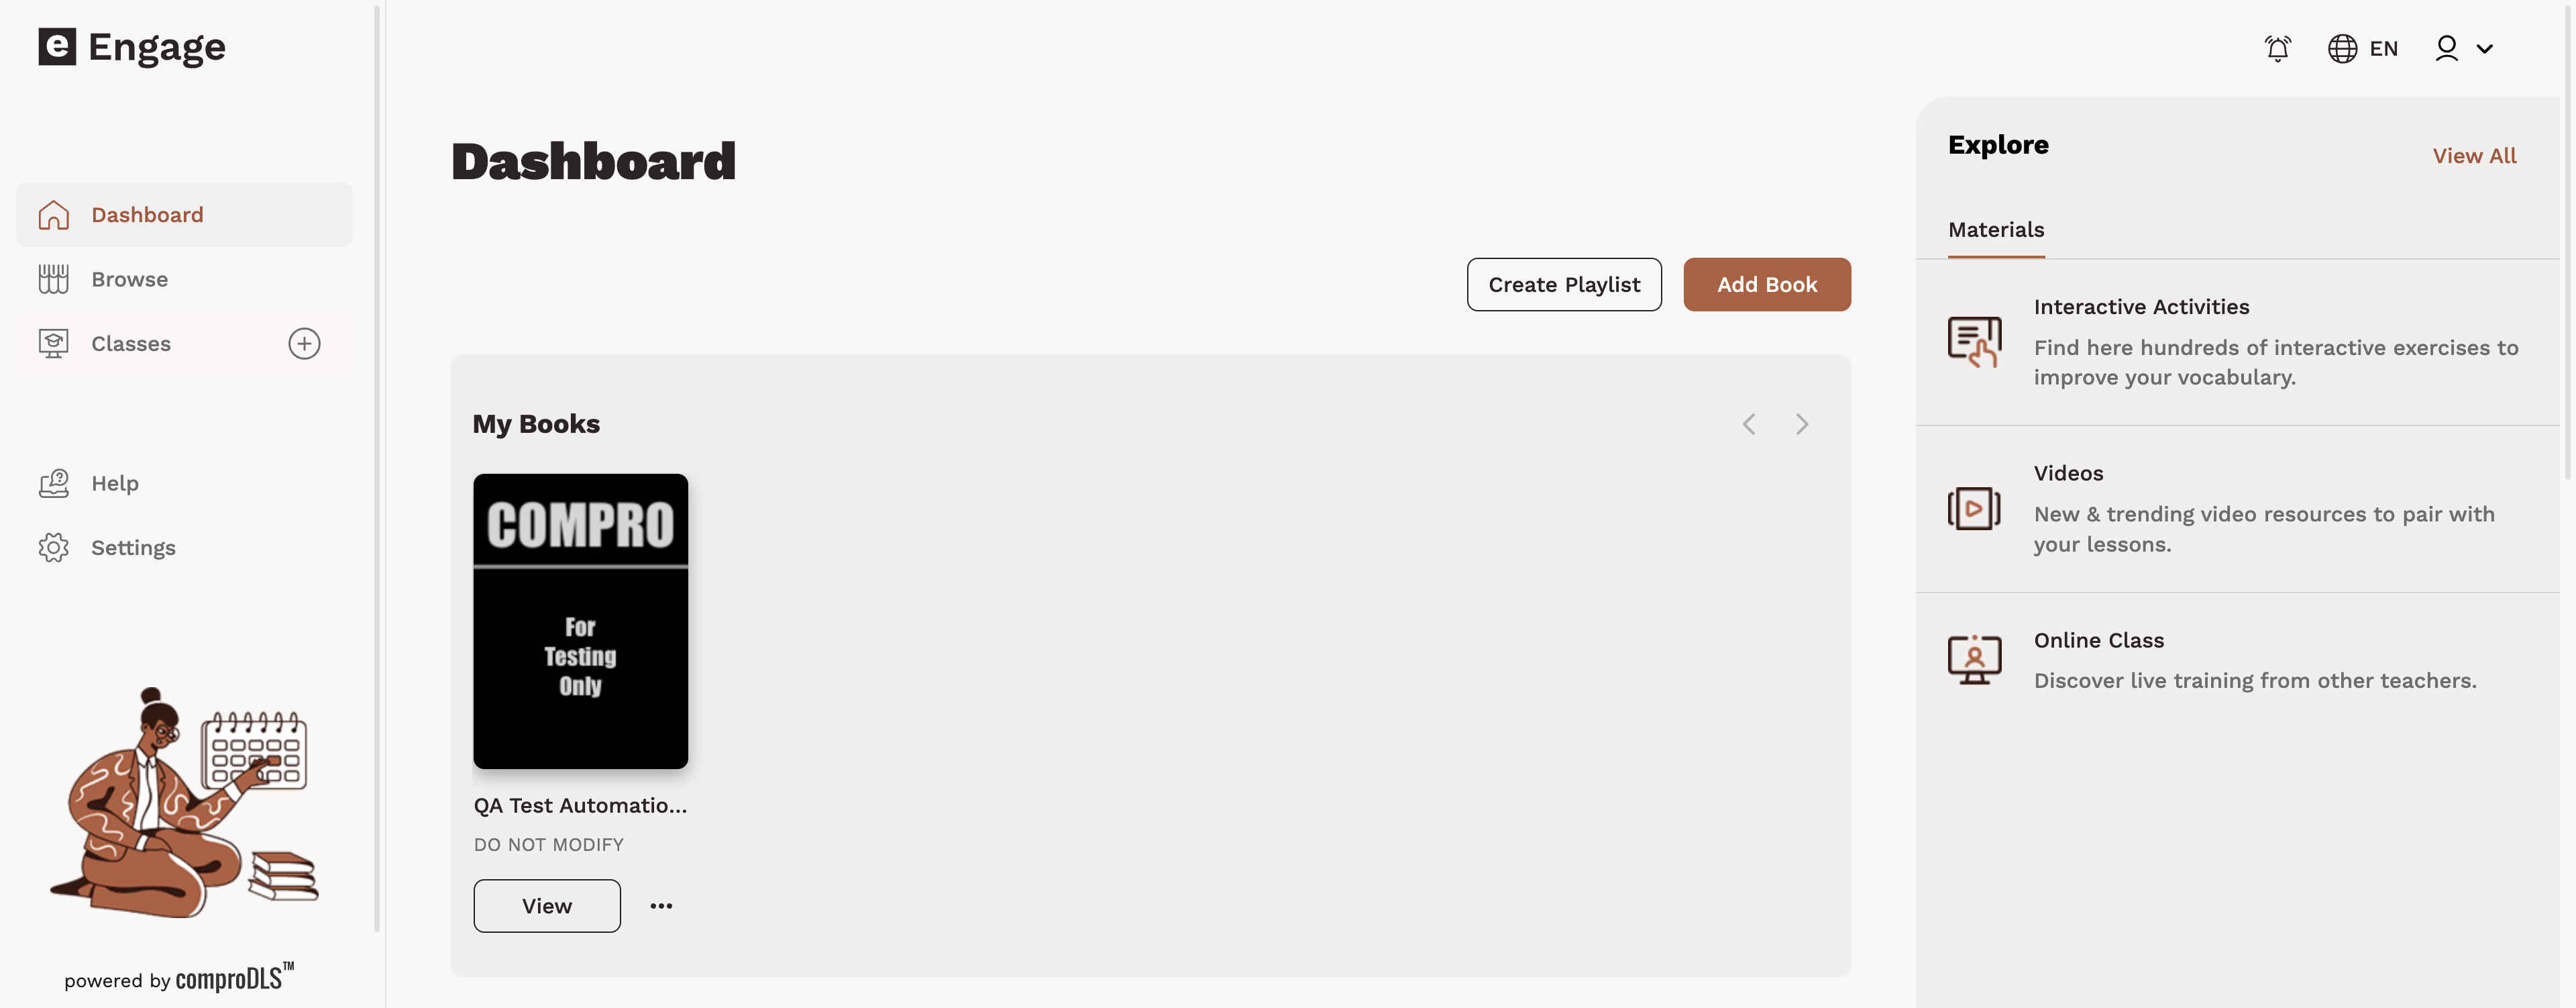 e Engage
EN
Dashboard
Browse
Classes
Help
Settings
powered by comproDLS™
Dashboard
Create Playlist
Add Book
My Books
COMPRO
For
Testing
Only
QA Test Automatio...
DO NOT MODIFY
View
Explore
View All
Materials
Interactive Activities
Find here hundreds of interactive exercises to
improve your vocabulary.
Videos
New & trending video resources to pair with
your lessons.
Online Class
Discover live training from other teachers.